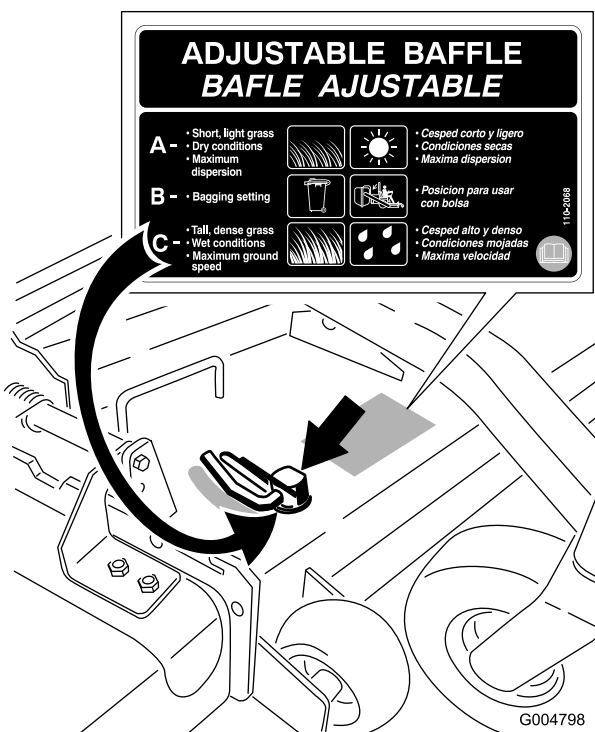 ADJUSTABLE BAFFLE
BAFLE AJUSTABLE
A - • Short, light grass
• Dry conditions
• Maximum
dispersion
• Cesped corto y ligero
• Condiciones secas
• Maxima dispersion
B - • Bagging setting
• Posicion para usar
con bolsa
C - • Tall, dense grass
• Wet conditions
• Maximum ground
speed
• Cesped alto y denso
• Condiciones mojadas
• Maxima velocidad
110-2068
G004798